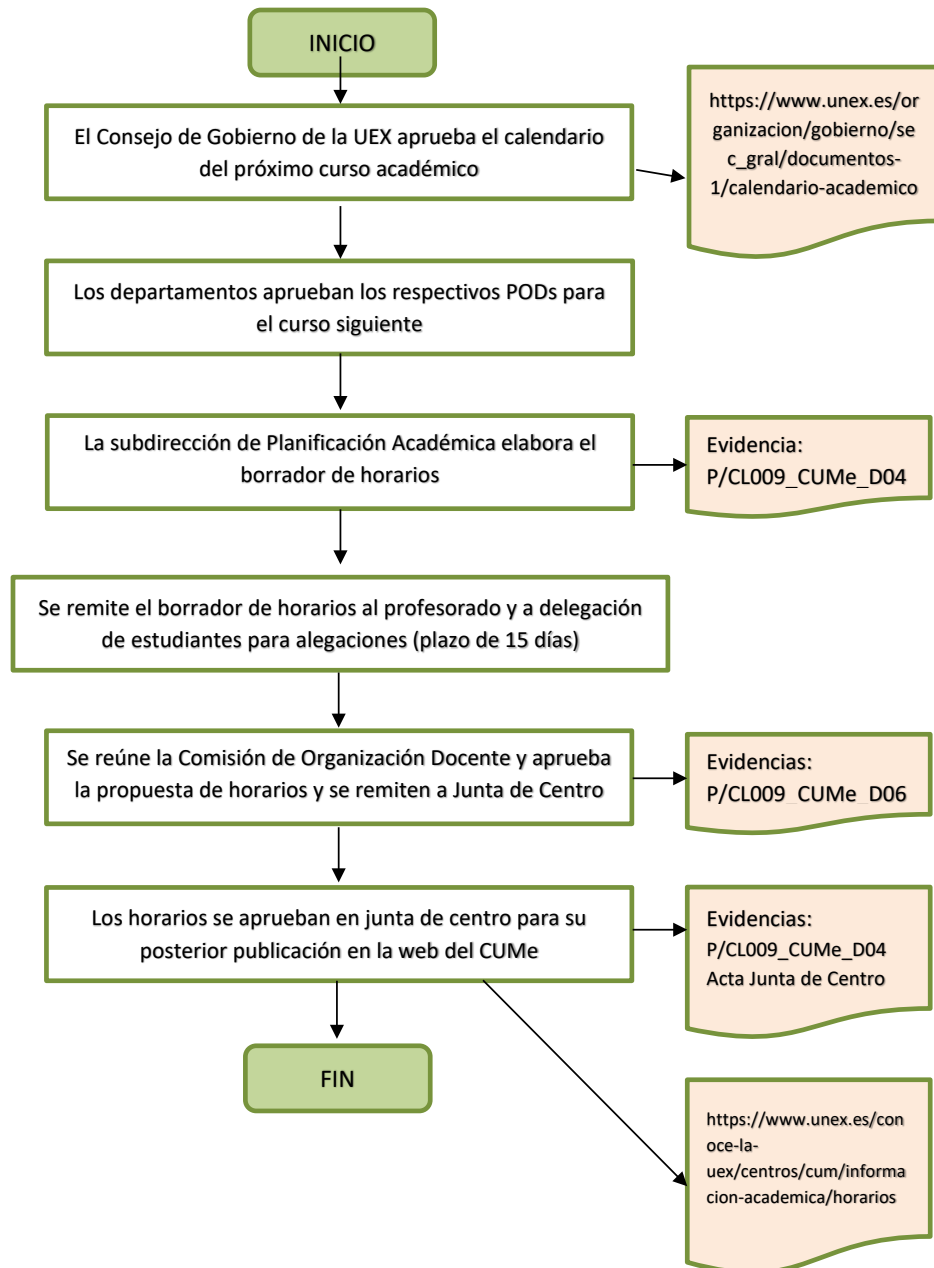 INICIO
El Consejo de Gobierno de la UEX aprueba el calendario
del próximo curso académico
https://www.unex.es/or
ganizacion/gobierno/se
c_gral/documentos-
1/calendario-academico
Los departamentos aprueban los respectivos PODs para
el curso siguiente
La subdirección de Planificación Académica elabora el
borrador de horarios
Evidencia:
P/CL009_CUMe_D04
Se remite el borrador de horarios al profesorado y a delegación
de estudiantes para alegaciones (plazo de 15 días)
Se reúne la Comisión de Organización Docente y aprueba
la propuesta de horarios y se remiten a Junta de Centro
Evidencias:
P/CL009_CUMe_D06
Los horarios se aprueban en junta de centro para su
posterior publicación en la web del CUMe
Evidencias:
P/CL009_CUMe_D04
Acta Junta de Centro
FIN
https://www.unex.es/con
oce-la-
uex/centros/cum/informa
cion-academica/horarios